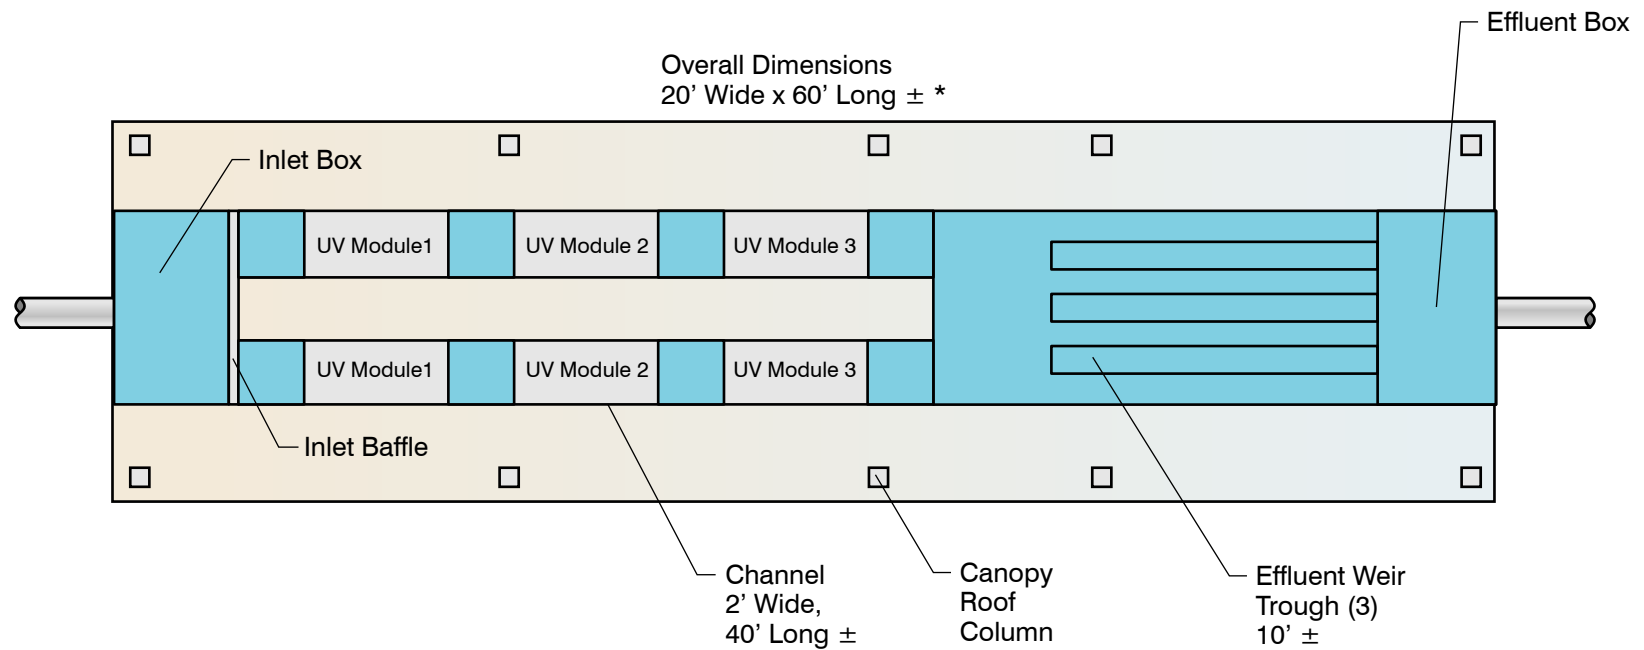 Effluent Box
Overall Dimensions
20’ Wide x 60’ Long ± *
Inlet Box
UV Module1
UV Module 2
UV Module 3
UV Module1
UV Module 2
UV Module 3
Inlet Baffle
Channel
2’ Wide,
40’ Long ±
Canopy
Roof
Column
Effluent Weir
Trough (3)
10’ ±